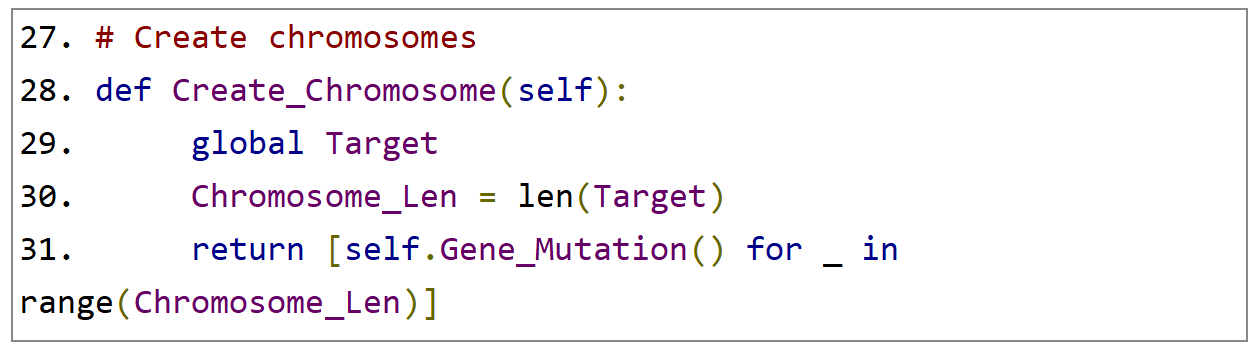 27. # Create chromosomes
28. def Create_Chromosome(self):
29. global Target
30. Chromosome_Len = len(Target)
31. return [self.Gene_Mutation() for _ in
range(Chromosome_Len)]